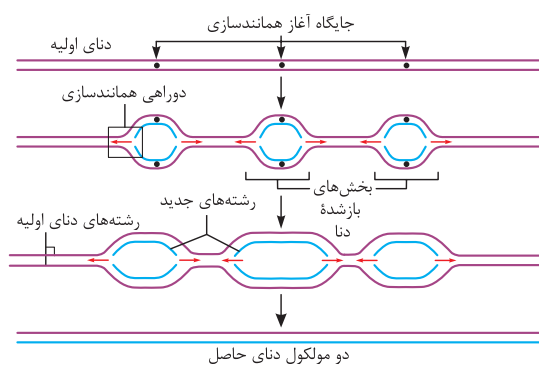 جایگاه آغاز همانندسازی
دنای اولیه
دوراهی همانندسازی
بخش‌های
بازشدهٔ
دنا
رشته‌های جدید
رشته‌های دنای اولیه
دو مولکول دنای حاصل